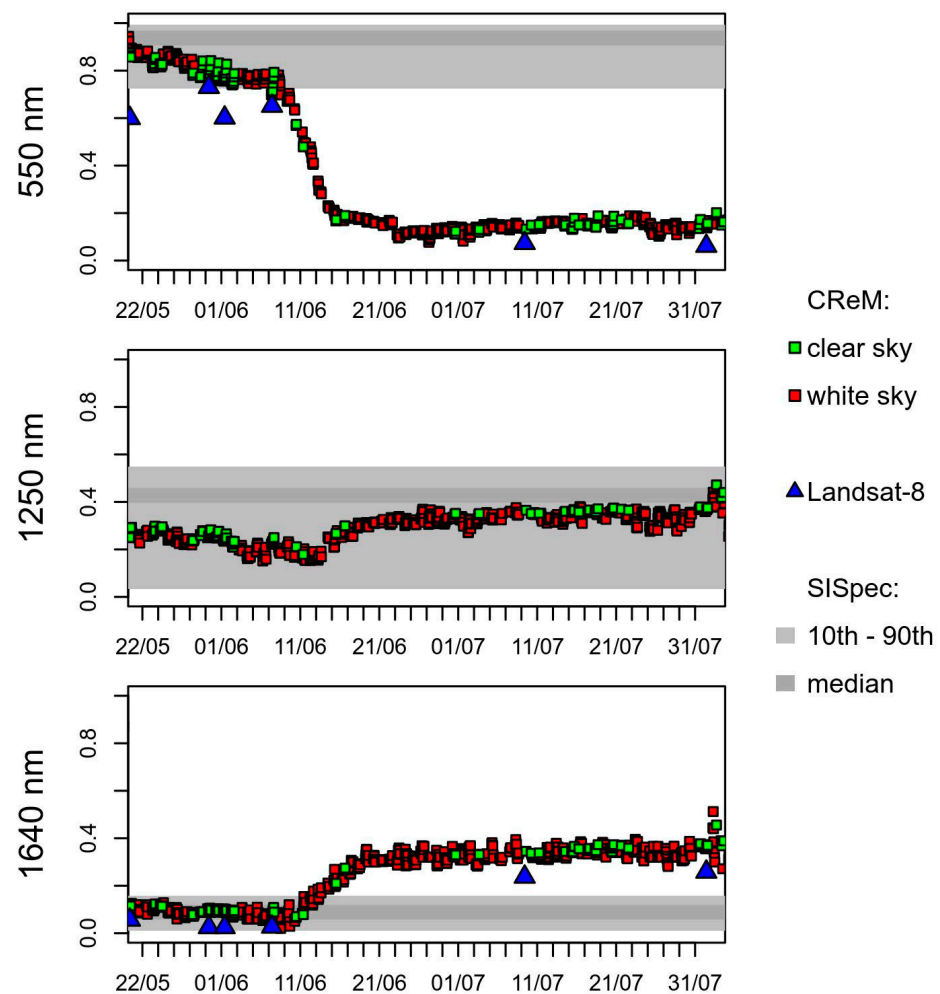 550 nm
0.8
0.4
0.0
22/05 01/06 11/06 21/06 01/07 11/07 21/07 31/07
1250 nm
0.8
0.4
0.0
22/05 01/06 11/06 21/06 01/07 11/07 21/07 31/07
1640 nm
0.8
0.4
0.0
22/05 01/06 11/06 21/06 01/07 11/07 21/07 31/07
CReM:
clear sky
white sky
Landsat-8
SISpec:
10th - 90th
median